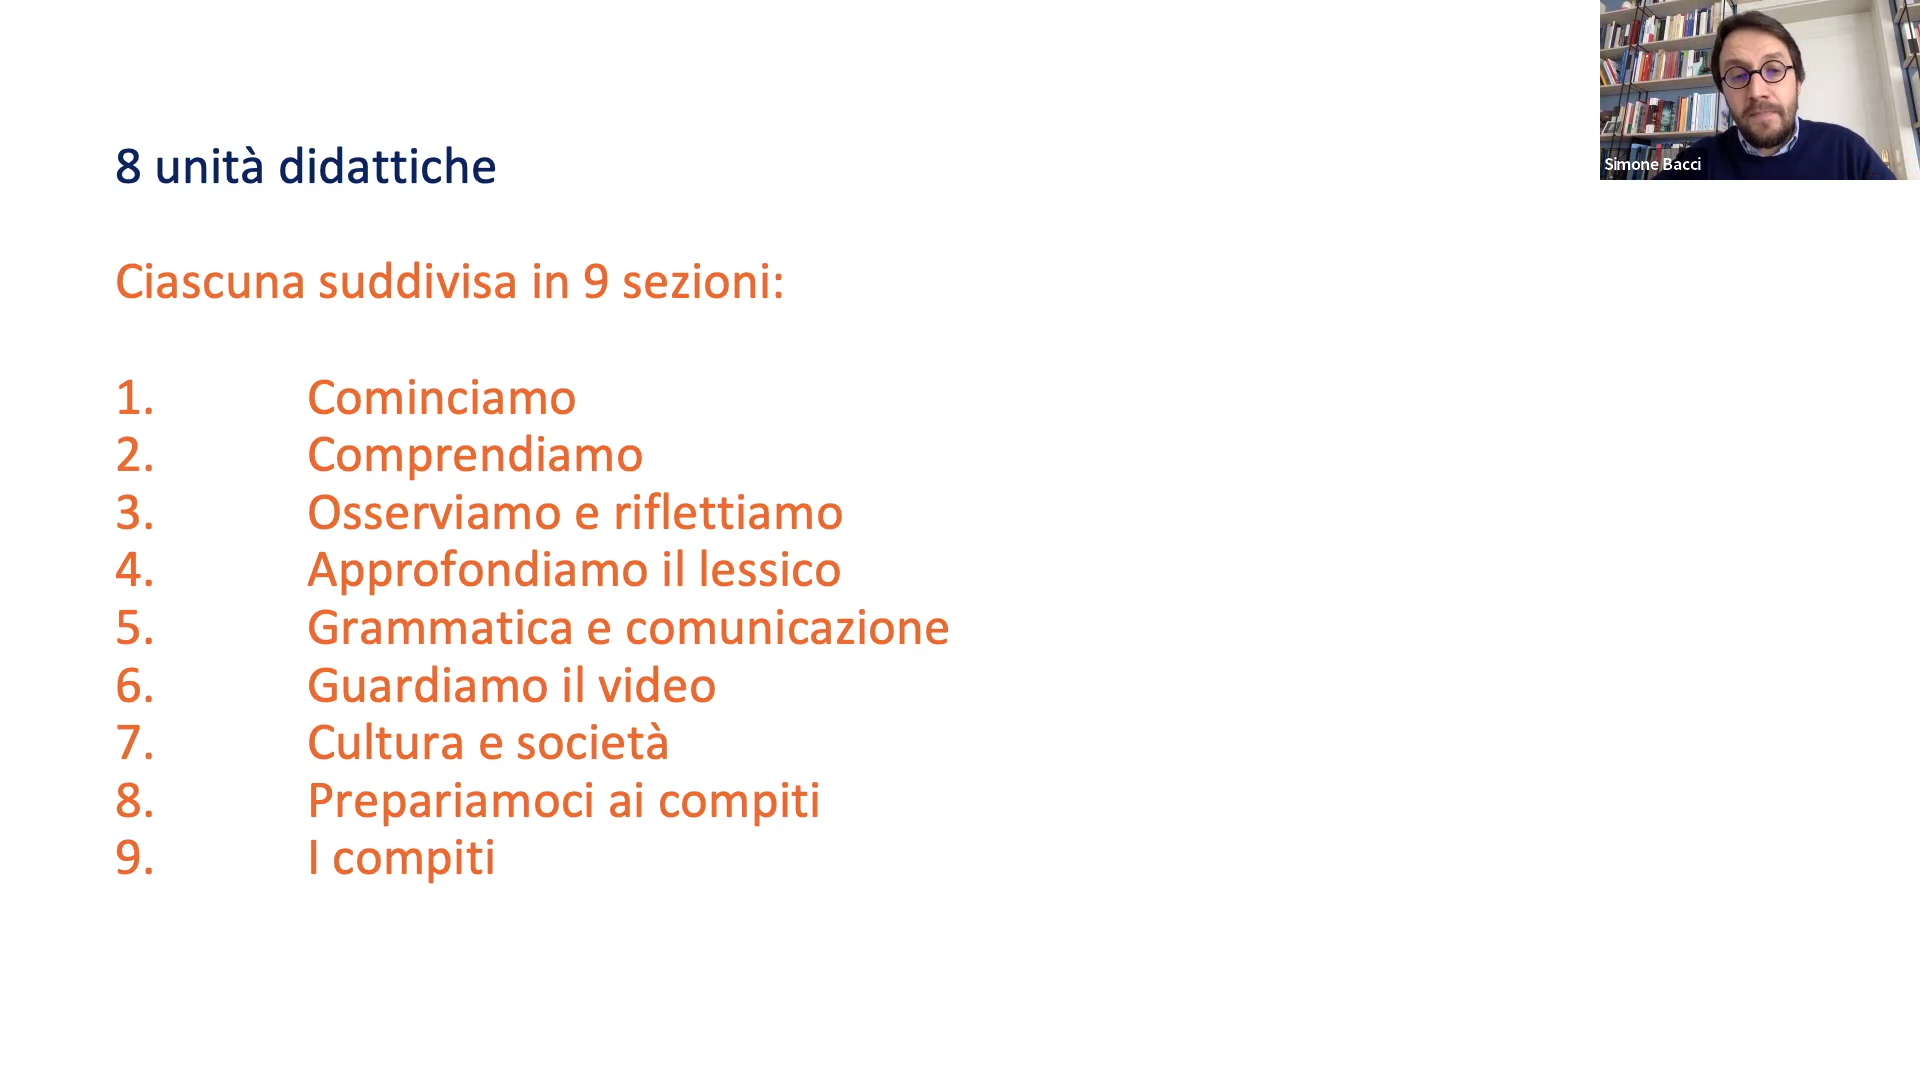 8 unità didattiche
Ciascuna suddivisa in 9 sezioni:
1. Cominciamo
2. Comprendiamo
3. Osserviamo e riflettiamo
4. Approfondiamo il lessico
5. Grammatica e comunicazione
6. Guardiamo il video
7. Cultura e società
8. Prepariamoci ai compiti
9. I compiti
Simone Bacci